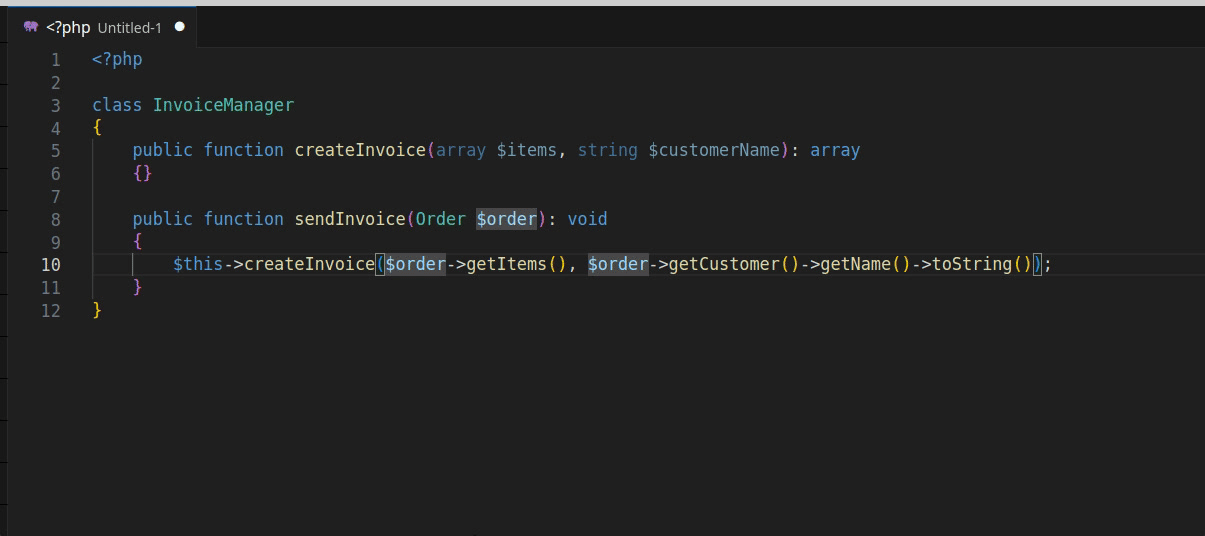 <?php Untitled-1
1 <?php
2
3 class InvoiceManager
4 {
5     public function createInvoice(array $items, string $customerName): array
6     {}
7
8     public function sendInvoice(Order $order): void
9     {
10         $this->createInvoice($order->getItems(), $order->getCustomer()->getName()->toString());
11     }
12 }